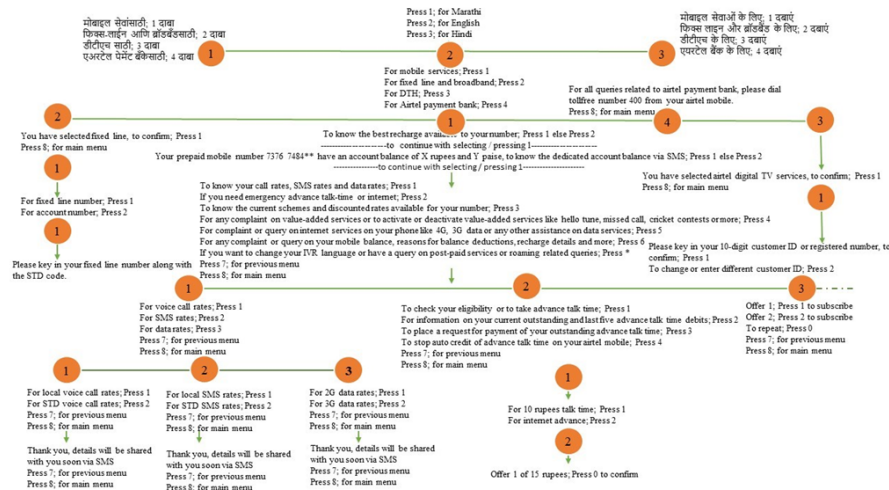 Press 1; for Marathi
Press 2; for English
Press 3; for Hindi
मोबाइल सेवांसाठी; 1 दाबा
फिक्स-लाईन आणि ब्रॉडबँडसाठी; 2 दाबा
डीटीएच साठी; 3 दाबा
एअरटेल पेमेंट बँकेसाठी; 4 दाबा
1
2
3
मोबाइल सेवाओं के लिए; 1 दबाएं
फिक्स लाइन और ब्रॉडबैंड के लिए; 2 दबाएं
डीटीएच के लिए; 3 दबाएं
एयरटेल बैंक के लिए; 4 दबाएं
For mobile services; Press 1
For fixed line and broadband; Press 2
For DTH; Press 3
For Airtel payment bank; Press 4
For all queries related to airtel payment bank, please dial
tollfree number 400 from your airtel mobile.
Press 8; for main menu
2
1
4
3
You have selected fixed line, to confirm; Press 1
Press 8; for main menu
To know the best recharge available to your number; Press 1 else Press 2
to continue with selecting / pressing 1
Your prepaid mobile number 7376 7484** have an account balance of X rupees and Y paise, to know the dedicated account balance via SMS; Press 1 else Press 2
to continue with selecting / pressing 1
You have selected airtel digital TV services, to confirm; Press 1
Press 8; for main menu
1
For fixed line number; Press 1
For account number; Press 2
1
Please key in your fixed line number along with
the STD code.
To know your call rates, SMS rates and data rates; Press 1
If you need emergency advance talk-time or internet; Press 2
To know the current schemes and discounted rates available for your number; Press 3
For any complaint on value-added services or to activate or deactivate value-added services like hello tune, missed call, cricket contests or more; Press 4
For complaint or query on internet services on your phone like 4G, 3G data or any other assistance on data services; Press 5
For any complaint or query on your mobile balance, reasons for balance deductions, recharge details and more; Press 6
If you want to change your IVR language or have a query on post-paid services or roaming related queries; Press *
Press 7; for previous menu
Press 8; for main menu
1
Please key in your 10-digit customer ID or registered number, to
confirm; Press 1
To change or enter different customer ID; Press 2
1
2
3
For voice call rates; Press 1
For SMS rates; Press 2
For data rates; Press 3
Press 7; for previous menu
Press 8; for main menu
To check your eligibility or to take advance talk time; Press 1
For information on your current outstanding and last five advance talk time debits; Press 2
To place a request for payment of your outstanding advance talk time; Press 3
To stop auto credit of advance talk time on your airtel mobile; Press 4
Press 7; for previous menu
Press 8; for main menu
Offer 1; Press 1 to subscribe
Offer 2; Press 2 to subscribe
To repeat; Press 0
Press 7; for previous menu
Press 8; for main menu
1
2
3
For local voice call rates; Press 1
For STD voice call rates; Press 2
Press 7; for previous menu
Press 8; for main menu
For local SMS rates; Press 1
For STD SMS rates; Press 2
Press 7; for previous menu
Press 8; for main menu
For 2G data rates; Press 1
For 3G data rates; Press 2
Press 7; for previous menu
Press 8; for main menu
1
For 10 rupees talk time; Press 1
For internet advance; Press 2
2
Offer 1 of 15 rupees; Press 0 to confirm
Thank you, details will be shared
with you soon via SMS
Press 7; for previous menu
Press 8; for main menu
Thank you, details will be shared
with you soon via SMS
Press 7; for previous menu
Press 8; for main menu
Thank you, details will be shared
with you soon via SMS
Press 7; for previous menu
Press 8; for main menu